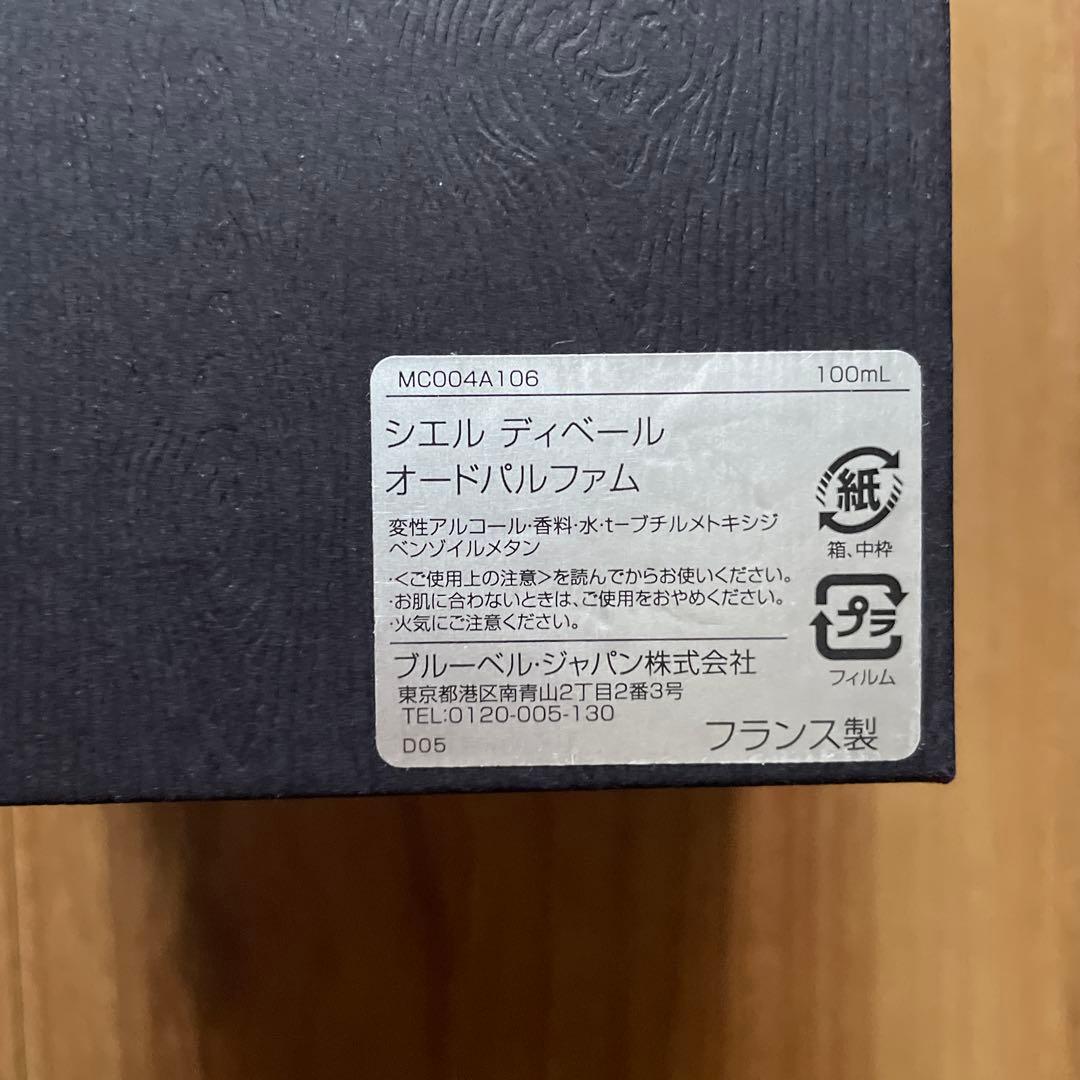 MC004A106 100mL
シエル ディベール
オードパルファム
変性アルコール・香料・水・t-ブチルメトキシジ
ベンゾイルメタン
・<ご使用上の注意>を読んでからお使いください。
・お肌に合わないときは、ご使用をおやめください。
・火気にご注意ください。
紙
箱、中枠
プラ
フィルム
ブルーベル・ジャパン株式会社
東京都港区南青山2丁目2番3号
TEL:0120-005-130
D05 フランス製